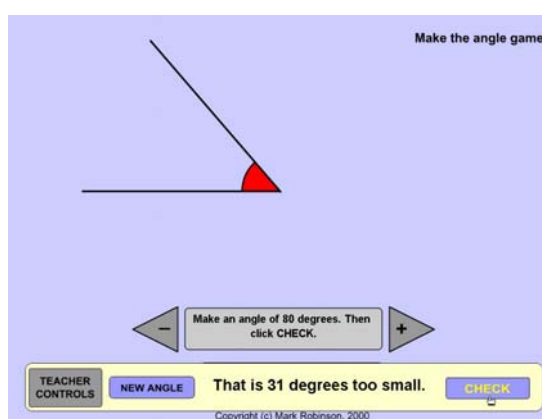 Make the angle game
−
Make an angle of 80 degrees. Then
click CHECK.
+
TEACHER
CONTROLS
NEW ANGLE
That is 31 degrees too small.
CHECK
Copyright (c) Mark Robinson, 2000